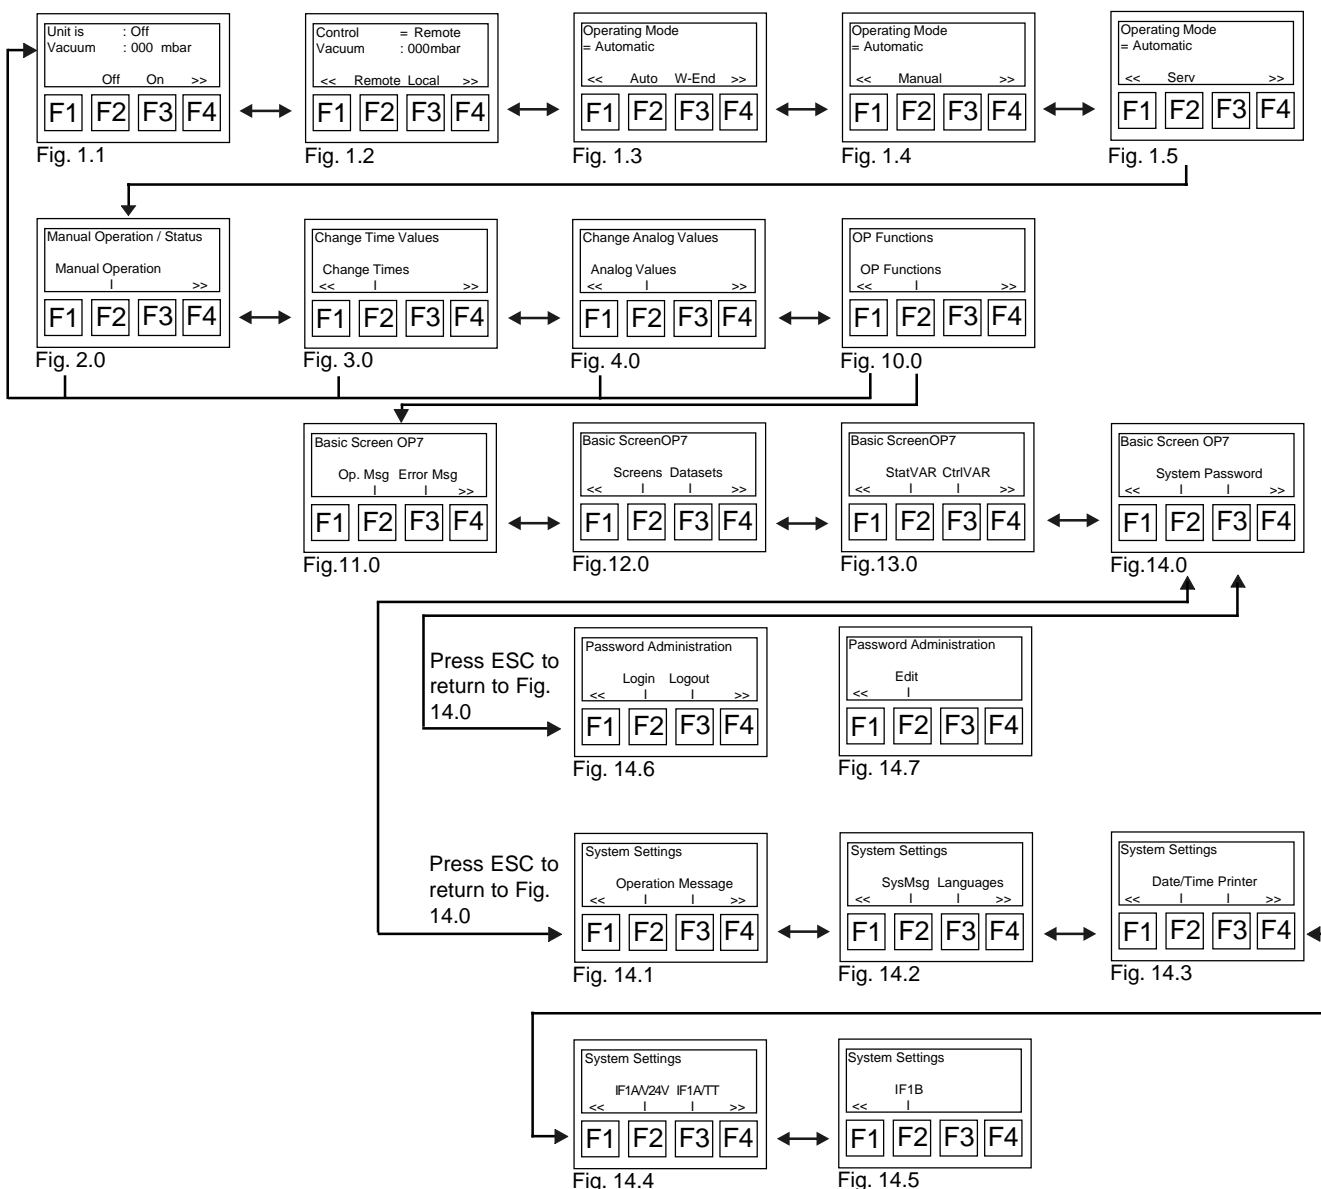 Unit is : Off
Vacuum : 000 mbar
Off On >>
F1 F2 F3 F4
Fig. 1.1
Control = Remote
Vacuum : 000mbar
<< Remote Local >>
F1 F2 F3 F4
Fig. 1.2
Operating Mode
= Automatic
<< Auto W-End >>
F1 F2 F3 F4
Fig. 1.3
Operating Mode
= Automatic
<< Manual >>
F1 F2 F3 F4
Fig. 1.4
Operating Mode
= Automatic
<< Serv >>
F1 F2 F3 F4
Fig. 1.5
Manual Operation / Status
Manual Operation
>>
F1 F2 F3 F4
Fig. 2.0
Change Time Values
Change Times
<< >>
F1 F2 F3 F4
Fig. 3.0
Change Analog Values
Analog Values
<< >>
F1 F2 F3 F4
Fig. 4.0
OP Functions
OP Functions
<< >>
F1 F2 F3 F4
Fig. 10.0
Basic Screen OP7
Op. Msg Error Msg
>>
F1 F2 F3 F4
Fig.11.0
Basic ScreenOP7
Screens Datasets
<< >>
F1 F2 F3 F4
Fig.12.0
Basic ScreenOP7
StatVAR CtrlVAR
<< >>
F1 F2 F3 F4
Fig.13.0
Basic Screen OP7
System Password
<< >>
F1 F2 F3 F4
Fig.14.0
Press ESC to
return to Fig.
14.0
Password Administration
Login Logout
<< >>
F1 F2 F3 F4
Fig. 14.6
Password Administration
Edit
<<
F1 F2 F3 F4
Fig. 14.7
Press ESC to
return to Fig.
14.0
System Settings
Operation Message
<< >>
F1 F2 F3 F4
Fig. 14.1
System Settings
SysMsg Languages
<< >>
F1 F2 F3 F4
Fig. 14.2
System Settings
Date/Time Printer
<< >>
F1 F2 F3 F4
Fig. 14.3
System Settings
IF1A/V24V IF1A/TT
<< >>
F1 F2 F3 F4
Fig. 14.4
System Settings
IF1B
<<
F1 F2 F3 F4
Fig. 14.5